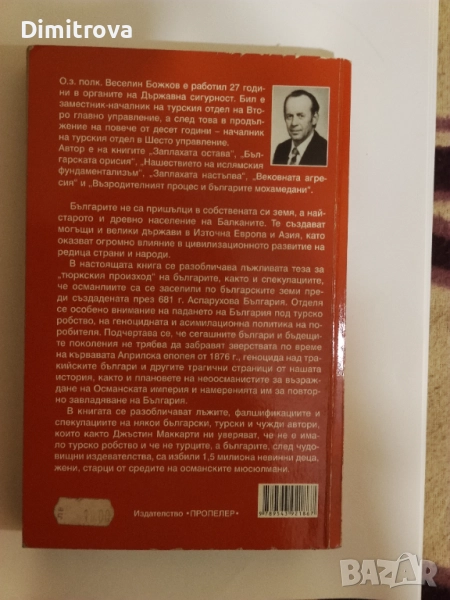 Dimitrova
О.з. полк. Веселин Божков е работил 27 годи-
ни в органите на Държавна сигурност. Бил е
заместник-началник на турския отдел на Вто-
ро главно управление, а след това в продъл-
жение на повече от десет години – началник
на турския отдел в Шесто управление.
Автор е на книгите „Заплахата остава", „Бъл-
гарската орисия", „Нашествието на ислямския
фундаментализъм", „Заплахата настъпва", „Вековната агре-
сия" и „Възродителният процес и българите мохамедани".
Българите не са пришълци в собствената си земя, а най-
старото и древно население на Балканите. Те създават
могъщи и велики държави в Източна Европа и Азия, като
оказват огромно влияние в цивилизационното развитие на
редица страни и народи.
В настоящата книга се разобличава лъжливата теза за
„тюркския произход" на българите, както и спекулациите,
че османлиите са се заселили по българските земи пре-
ди създадената през 681 г. Аспарухова България. Отделя
се особено внимание на падането на България под турско
робство, на геноцидната и асимилационна политика на по-
робителя. Подчертава се, че сегашните българи и бъдещи-
те поколения не трябва да забравят зверствата по време
на кървавата Априлска епопея от 1876 г., геноцида над тра-
кийските българи и другите трагични страници от нашата
история, както и плановете на неоосманистите за възраж-
дане на Османската империя и намеренията им за повтор-
но завладяване на България.
В книгата се разобличават лъжите, фалшификациите и
спекулациите на някои български, турски и чужди автори,
които както Джъстин Маккарти ни уверяват, че не е има-
ло турско робство и че не турците, а българите, след чудо-
вищни издевателства, са избили 1,5 милиона невинни деца,
жени, старци от средите на османските мюсюлмани.
Издателство "ПРОПЕЛЕР"
BAZAR